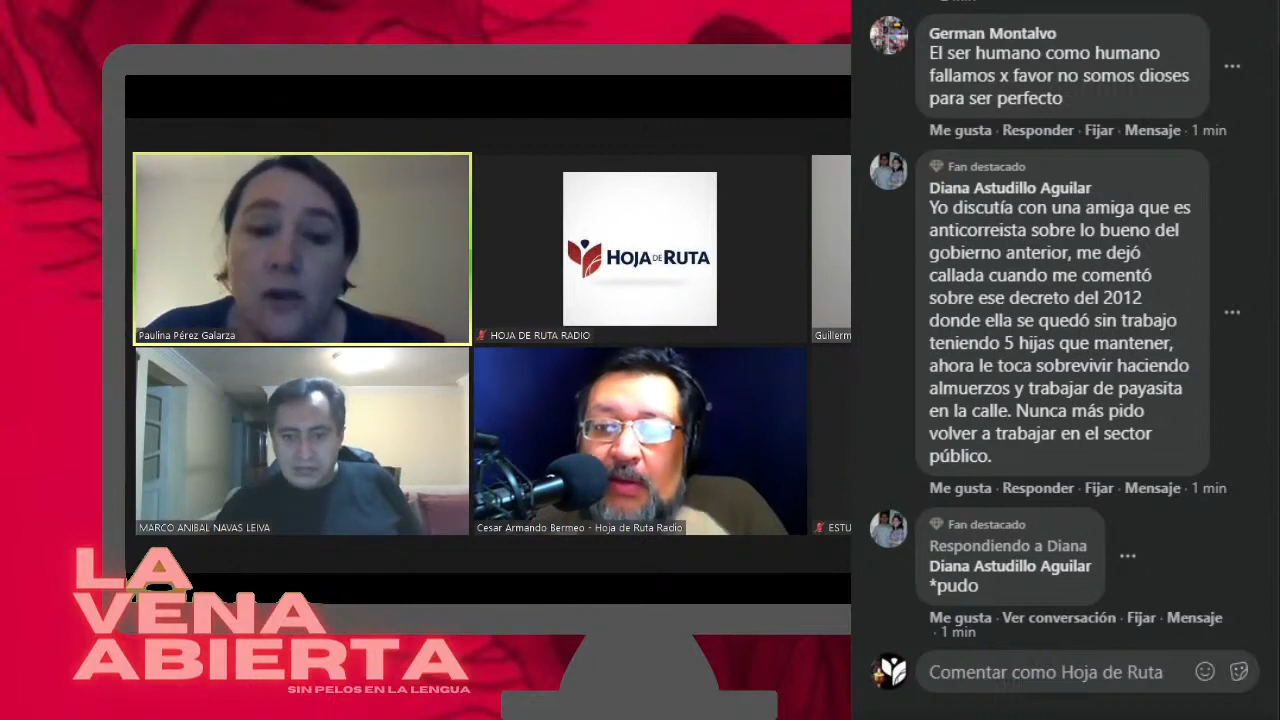 Paulina Pérez Galarza
HOJA DE RUTA
HOJA DE RUTA RADIO
Guillerm
MARCO ANIBAL NAVAS LEIVA
Cesar Armando Bermeo - Hoja de Ruta Radio
ESTU
LA
VENA
ABIERTA
SIN PELOS EN LA LENGUA
German Montalvo
El ser humano como humano
fallamos x favor no somos dioses
para ser perfecto
Me gusta · Responder · Fijar · Mensaje · 1 min
Fan destacado
Diana Astudillo Aguilar
Yo discutía con una amiga que es
anticorreista sobre lo bueno del
gobierno anterior, me dejó
callada cuando me comentó
sobre ese decreto del 2012
donde ella se quedó sin trabajo
teniendo 5 hijas que mantener,
ahora le toca sobrevivir haciendo
almuerzos y trabajar de payasita
en la calle. Nunca más pido
volver a trabajar en el sector
público.
Me gusta · Responder · Fijar · Mensaje · 1 min
Fan destacado
Respondiendo a Diana
Diana Astudillo Aguilar
*pudo
Me gusta · Ver conversación · Fijar · Mensaje
· 1 min
Comentar como Hoja de Ruta